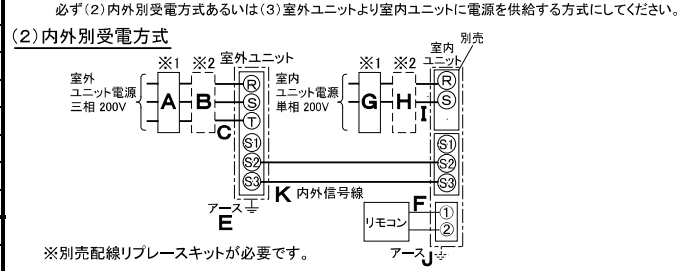 必ず(2)内外別受電方式あるいは(3)室外ユニットより室内ユニットに電源を供給する方式にしてください。
(2)内外別受電方式
別売
※1 ※2 室外ユニット ※1 ※2 室内ユニット
室外ユニット電源 三相 200V
A B C
R
S
T
S1
S2
S3
室内ユニット電源 単相 200V
G H I
R
S
S1
S2
S3
K 内外信号線
アース
E
リモコン F ① ②
アース J
※別売配線リプレースキットが必要です。